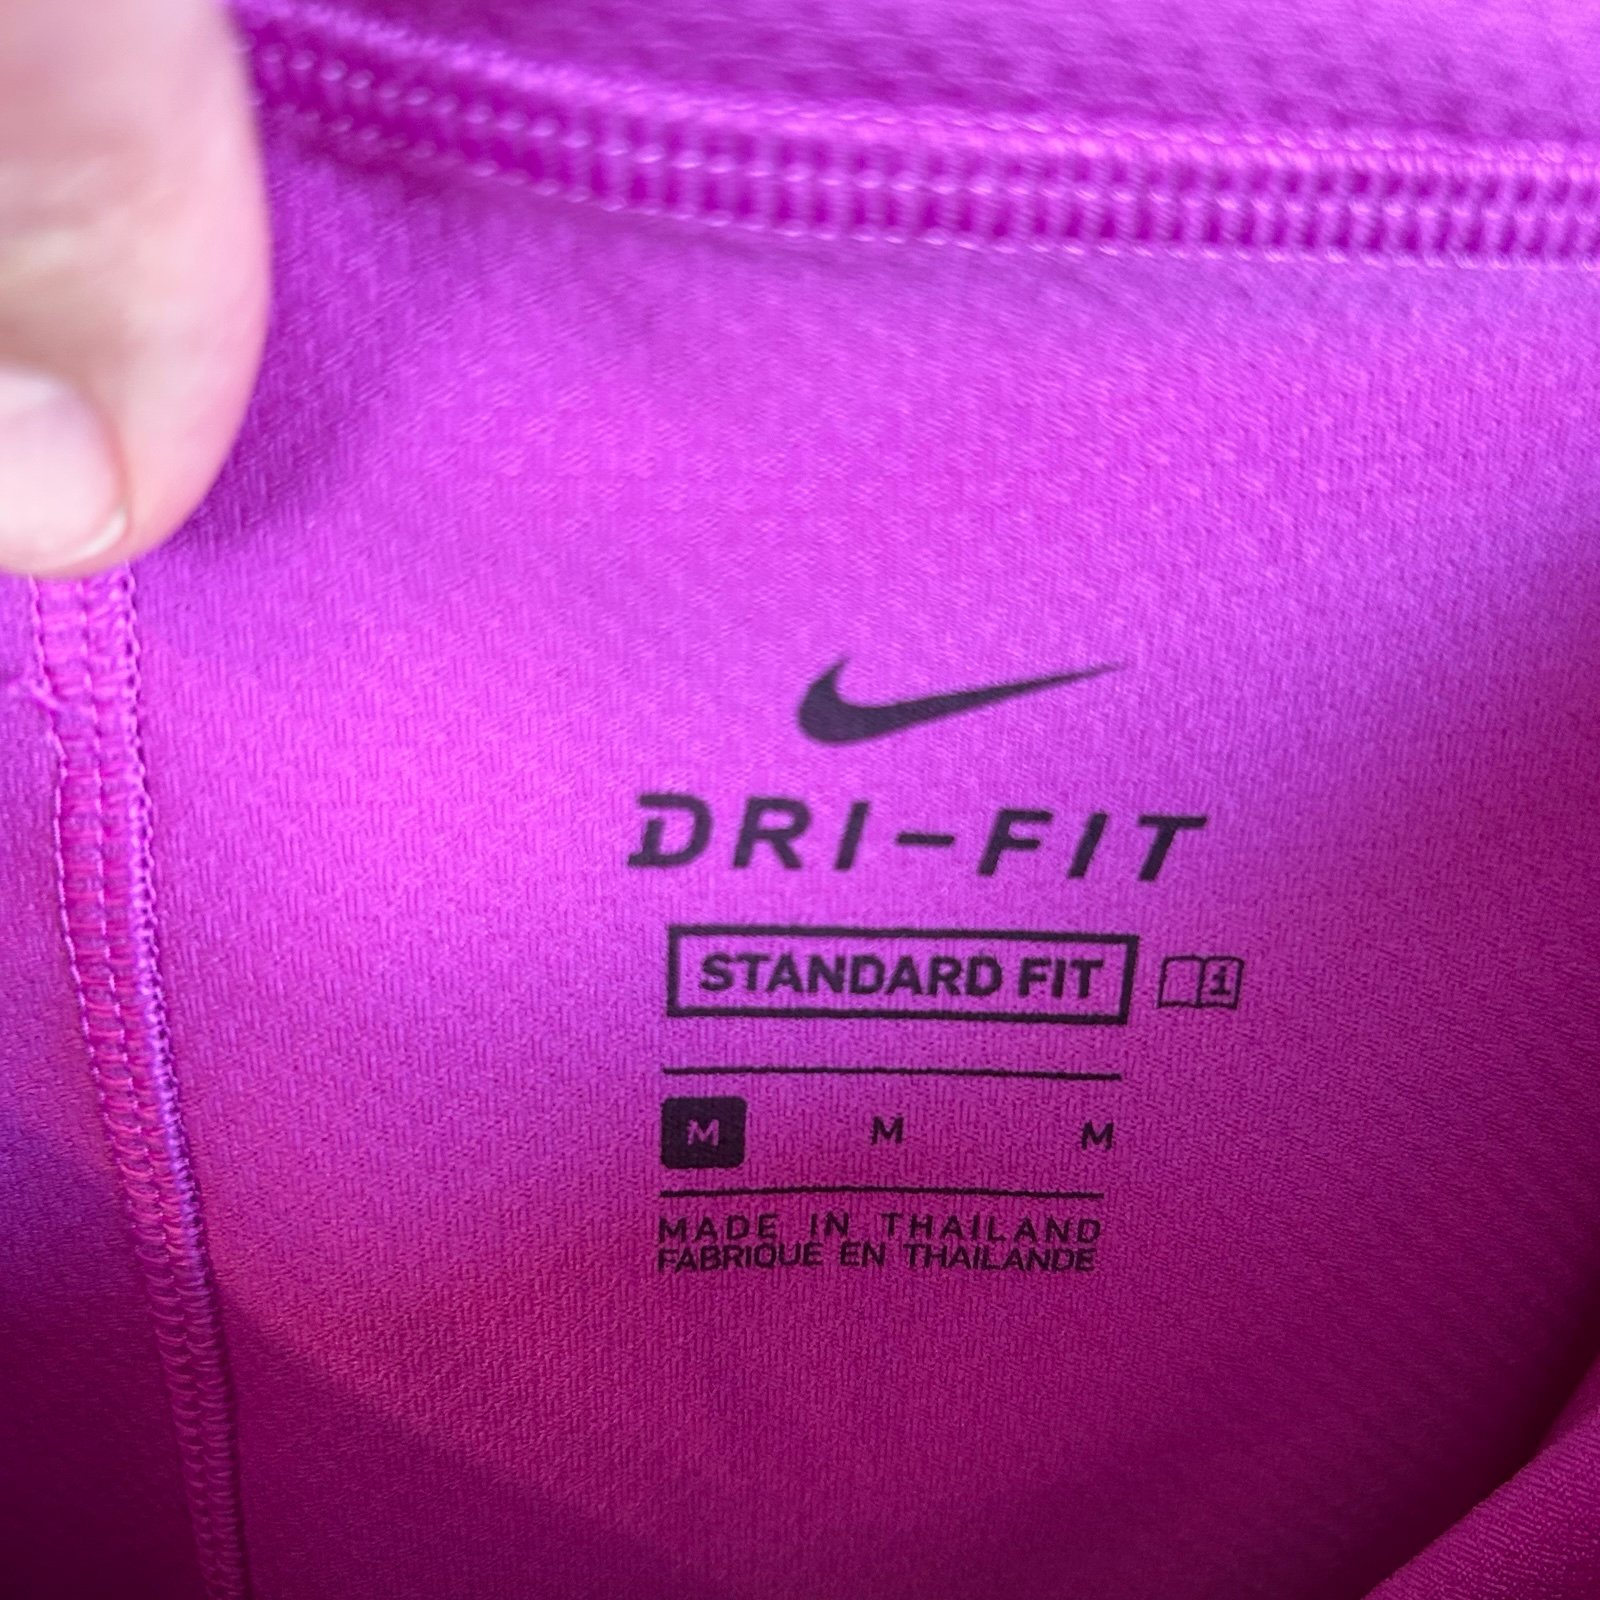 DRI-FIT
STANDARD FIT i
M M M
MADE IN THAILAND
FABRIQUE EN THAILANDE